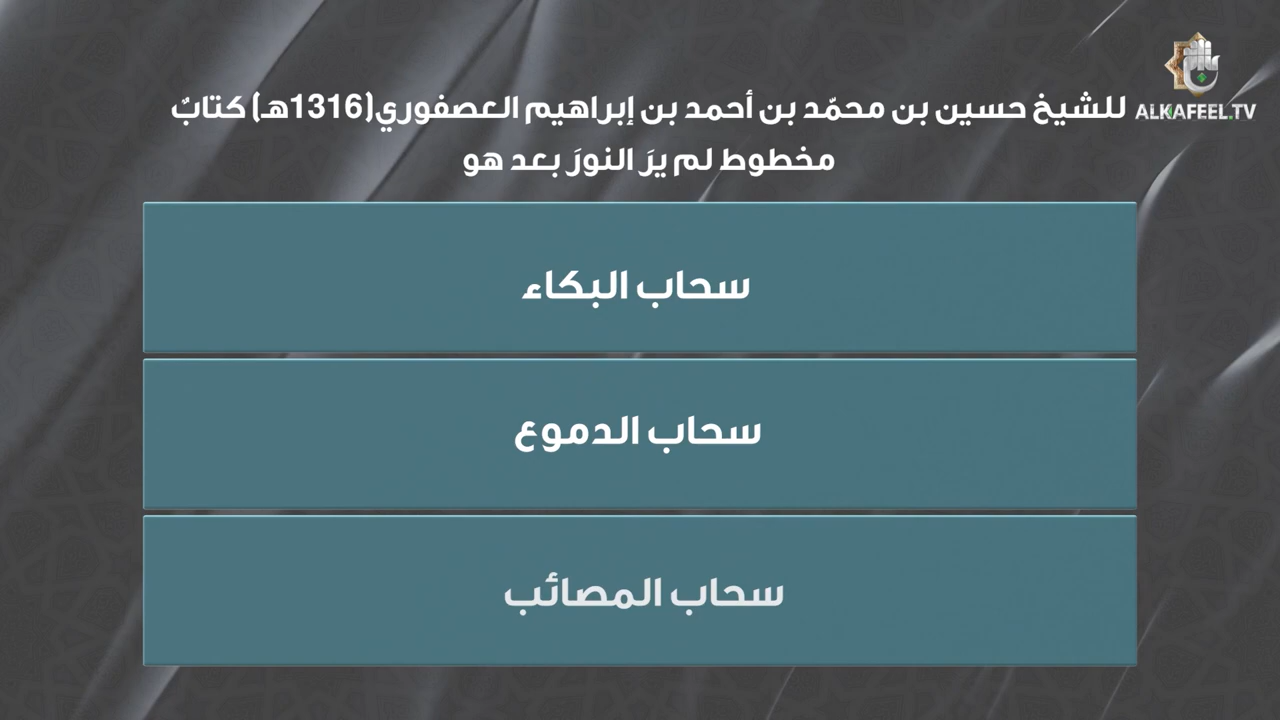 للشيخ حسين بن محمّد بن أحمد بن إبراهيم العصفوري(1316هـ) كتابٌ
مخطوط لم يرَ النورَ بعد هو
سحاب البكاء
سحاب الدموع
سحاب المصائب
ALKAFEEL.TV